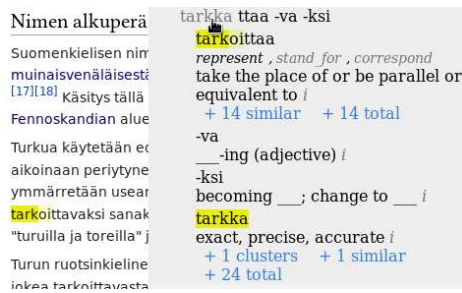 Nimen alkuperä
Suomenkielisen nim
muinaisvenäläisestä
[17][18] Käsitys tällä
Fennoskandian alue
Turkua käytetään ed
aikoinaan periytyne
ymmärretään usear
tarkoittavaksi sanak
"turuilla ja toreilla" j
Turun ruotsinkieline
jokea tarkoittavasta
tarkka ttaa -va -ksi
tarkoittaa
represent , stand_for , correspond
take the place of or be parallel or
equivalent to i
+ 14 similar + 14 total
-va
___-ing (adjective) i
-ksi
becoming ___; change to ___ i
tarkka
exact, precise, accurate i
+ 1 clusters + 1 similar
+ 24 total